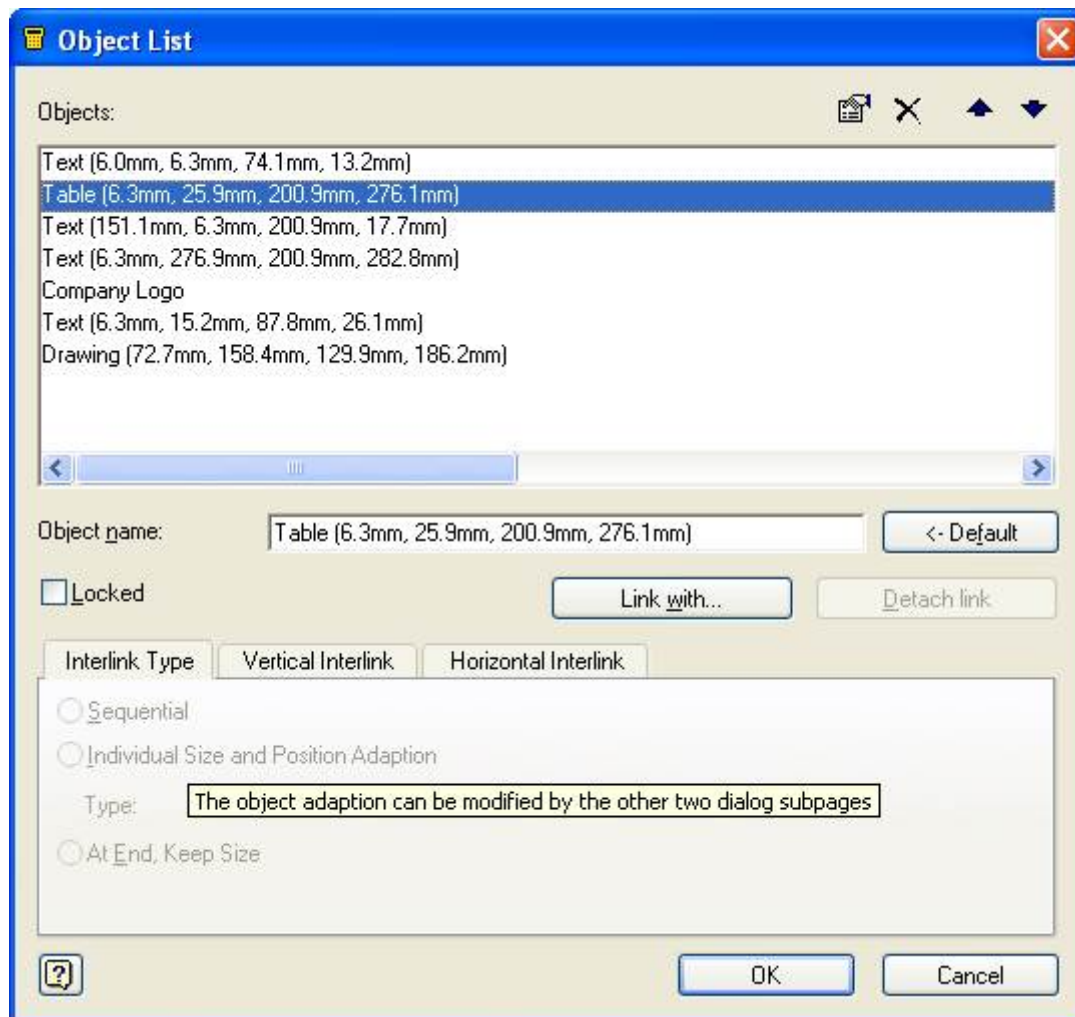 Object List
Objects:
Text (6.0mm, 6.3mm, 74.1mm, 13.2mm)
Table (6.3mm, 25.9mm, 200.9mm, 276.1mm)
Text (151.1mm, 6.3mm, 200.9mm, 17.7mm)
Text (6.3mm, 276.9mm, 200.9mm, 282.8mm)
Company Logo
Text (6.3mm, 15.2mm, 87.8mm, 26.1mm)
Drawing (72.7mm, 158.4mm, 129.9mm, 186.2mm)
Object name: Table (6.3mm, 25.9mm, 200.9mm, 276.1mm) <- Default
Locked Link with... Detach link
Interlink Type Vertical Interlink Horizontal Interlink
Sequential
Individual Size and Position Adaption
Type: The object adaption can be modified by the other two dialog subpages
At End, Keep Size
OK Cancel